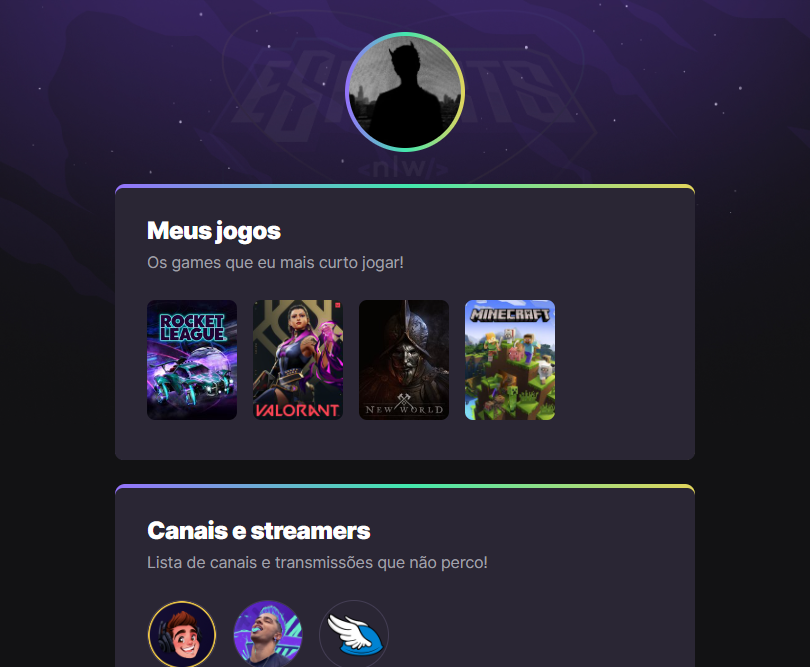 ESPORTS
<nlw/>
Meus jogos
Os games que eu mais curto jogar!
ROCKET
LEAGUE
VALORANT
NEW WORLD
MINECRAFT
Canais e streamers
Lista de canais e transmissões que não perco!